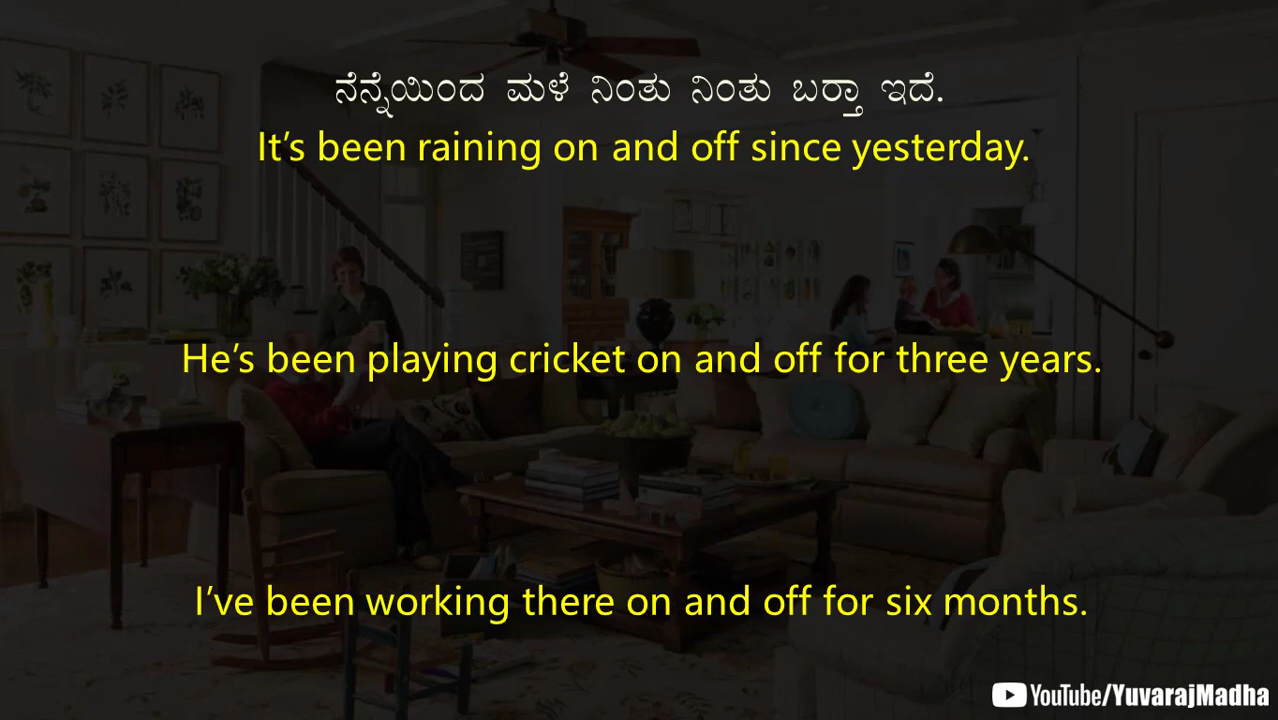 ನೆನ್ನೆಯಿಂದ ಮಳೆ ನಿಂತು ನಿಂತು ಬರ‍್ತಾ ಇದೆ.
It’s been raining on and off since yesterday.
He’s been playing cricket on and off for three years.
I’ve been working there on and off for six months.
YouTube/YuvarajMadha